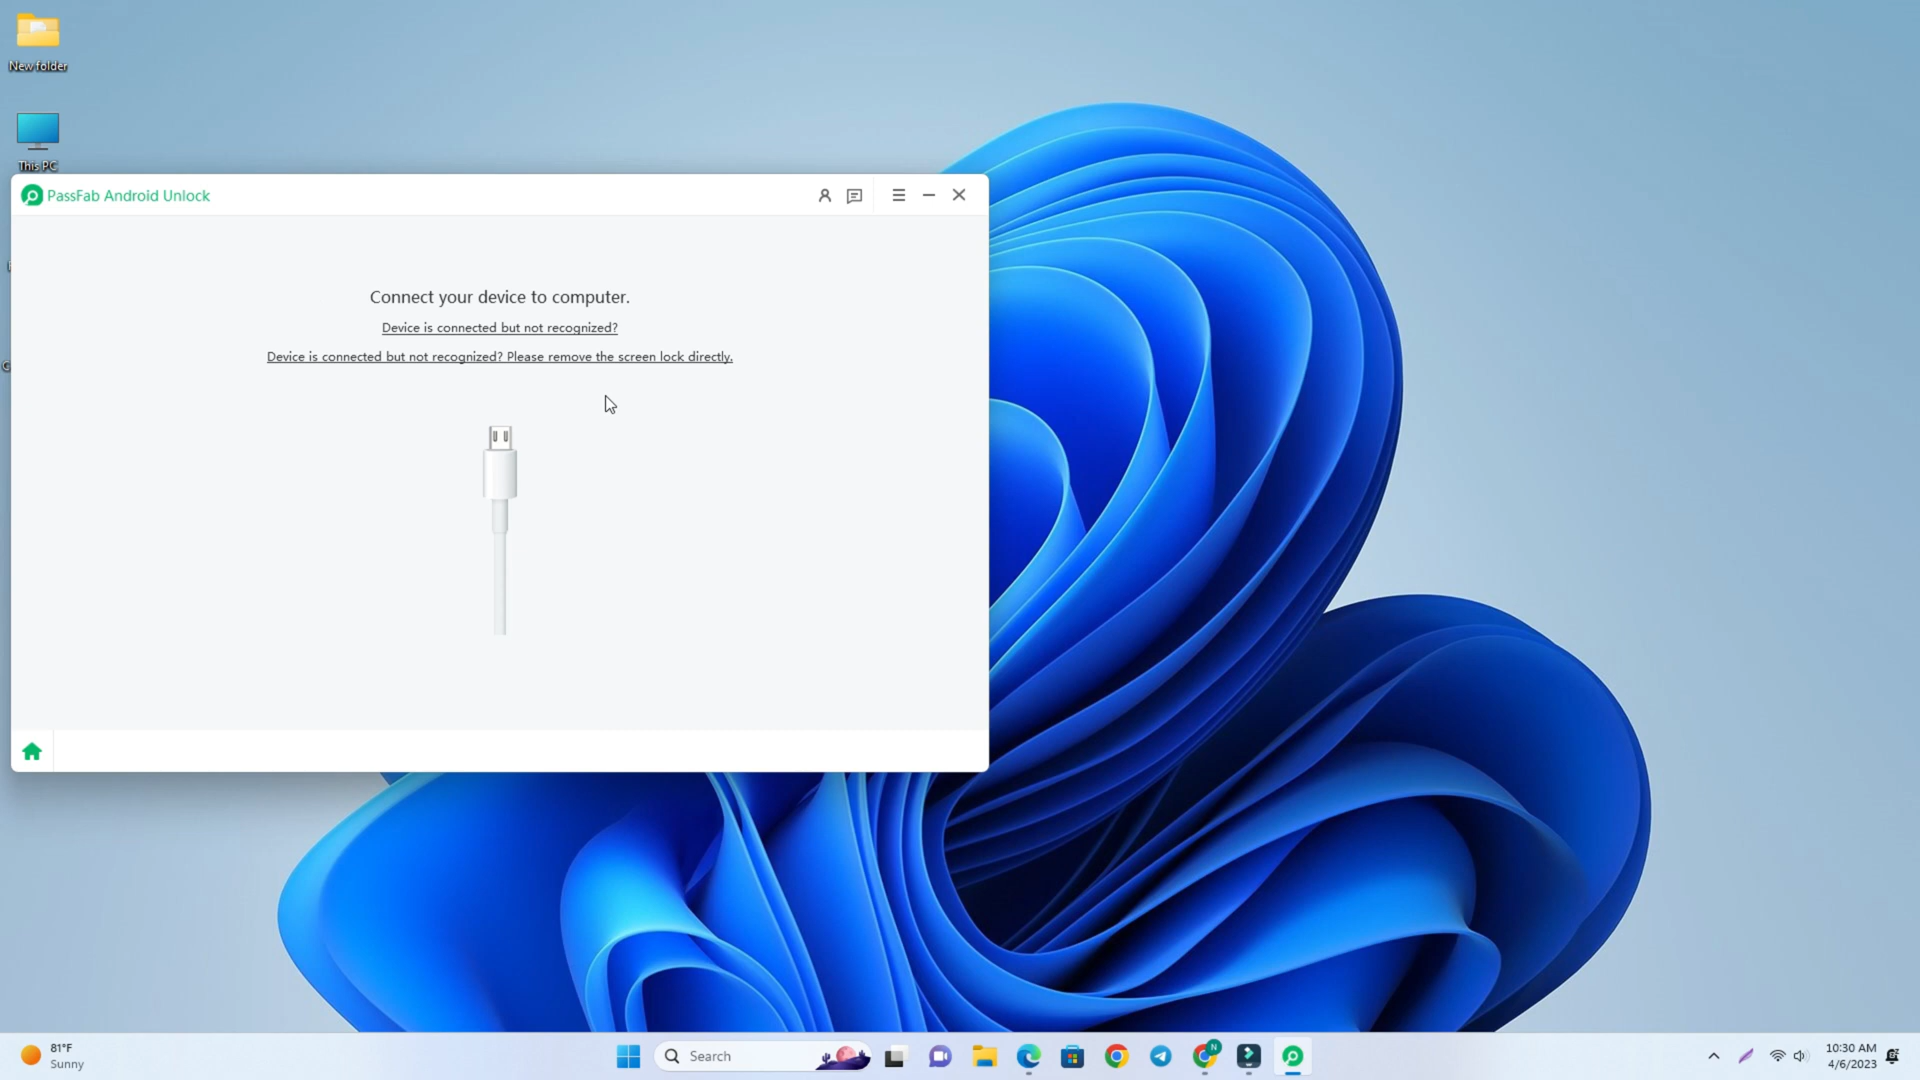 New folder
This PC
PassFab Android Unlock
Connect your device to computer.
Device is connected but not recognized?
Device is connected but not recognized? Please remove the screen lock directly.
81°F
Sunny
Search
N
10:30 AM
4/6/2023